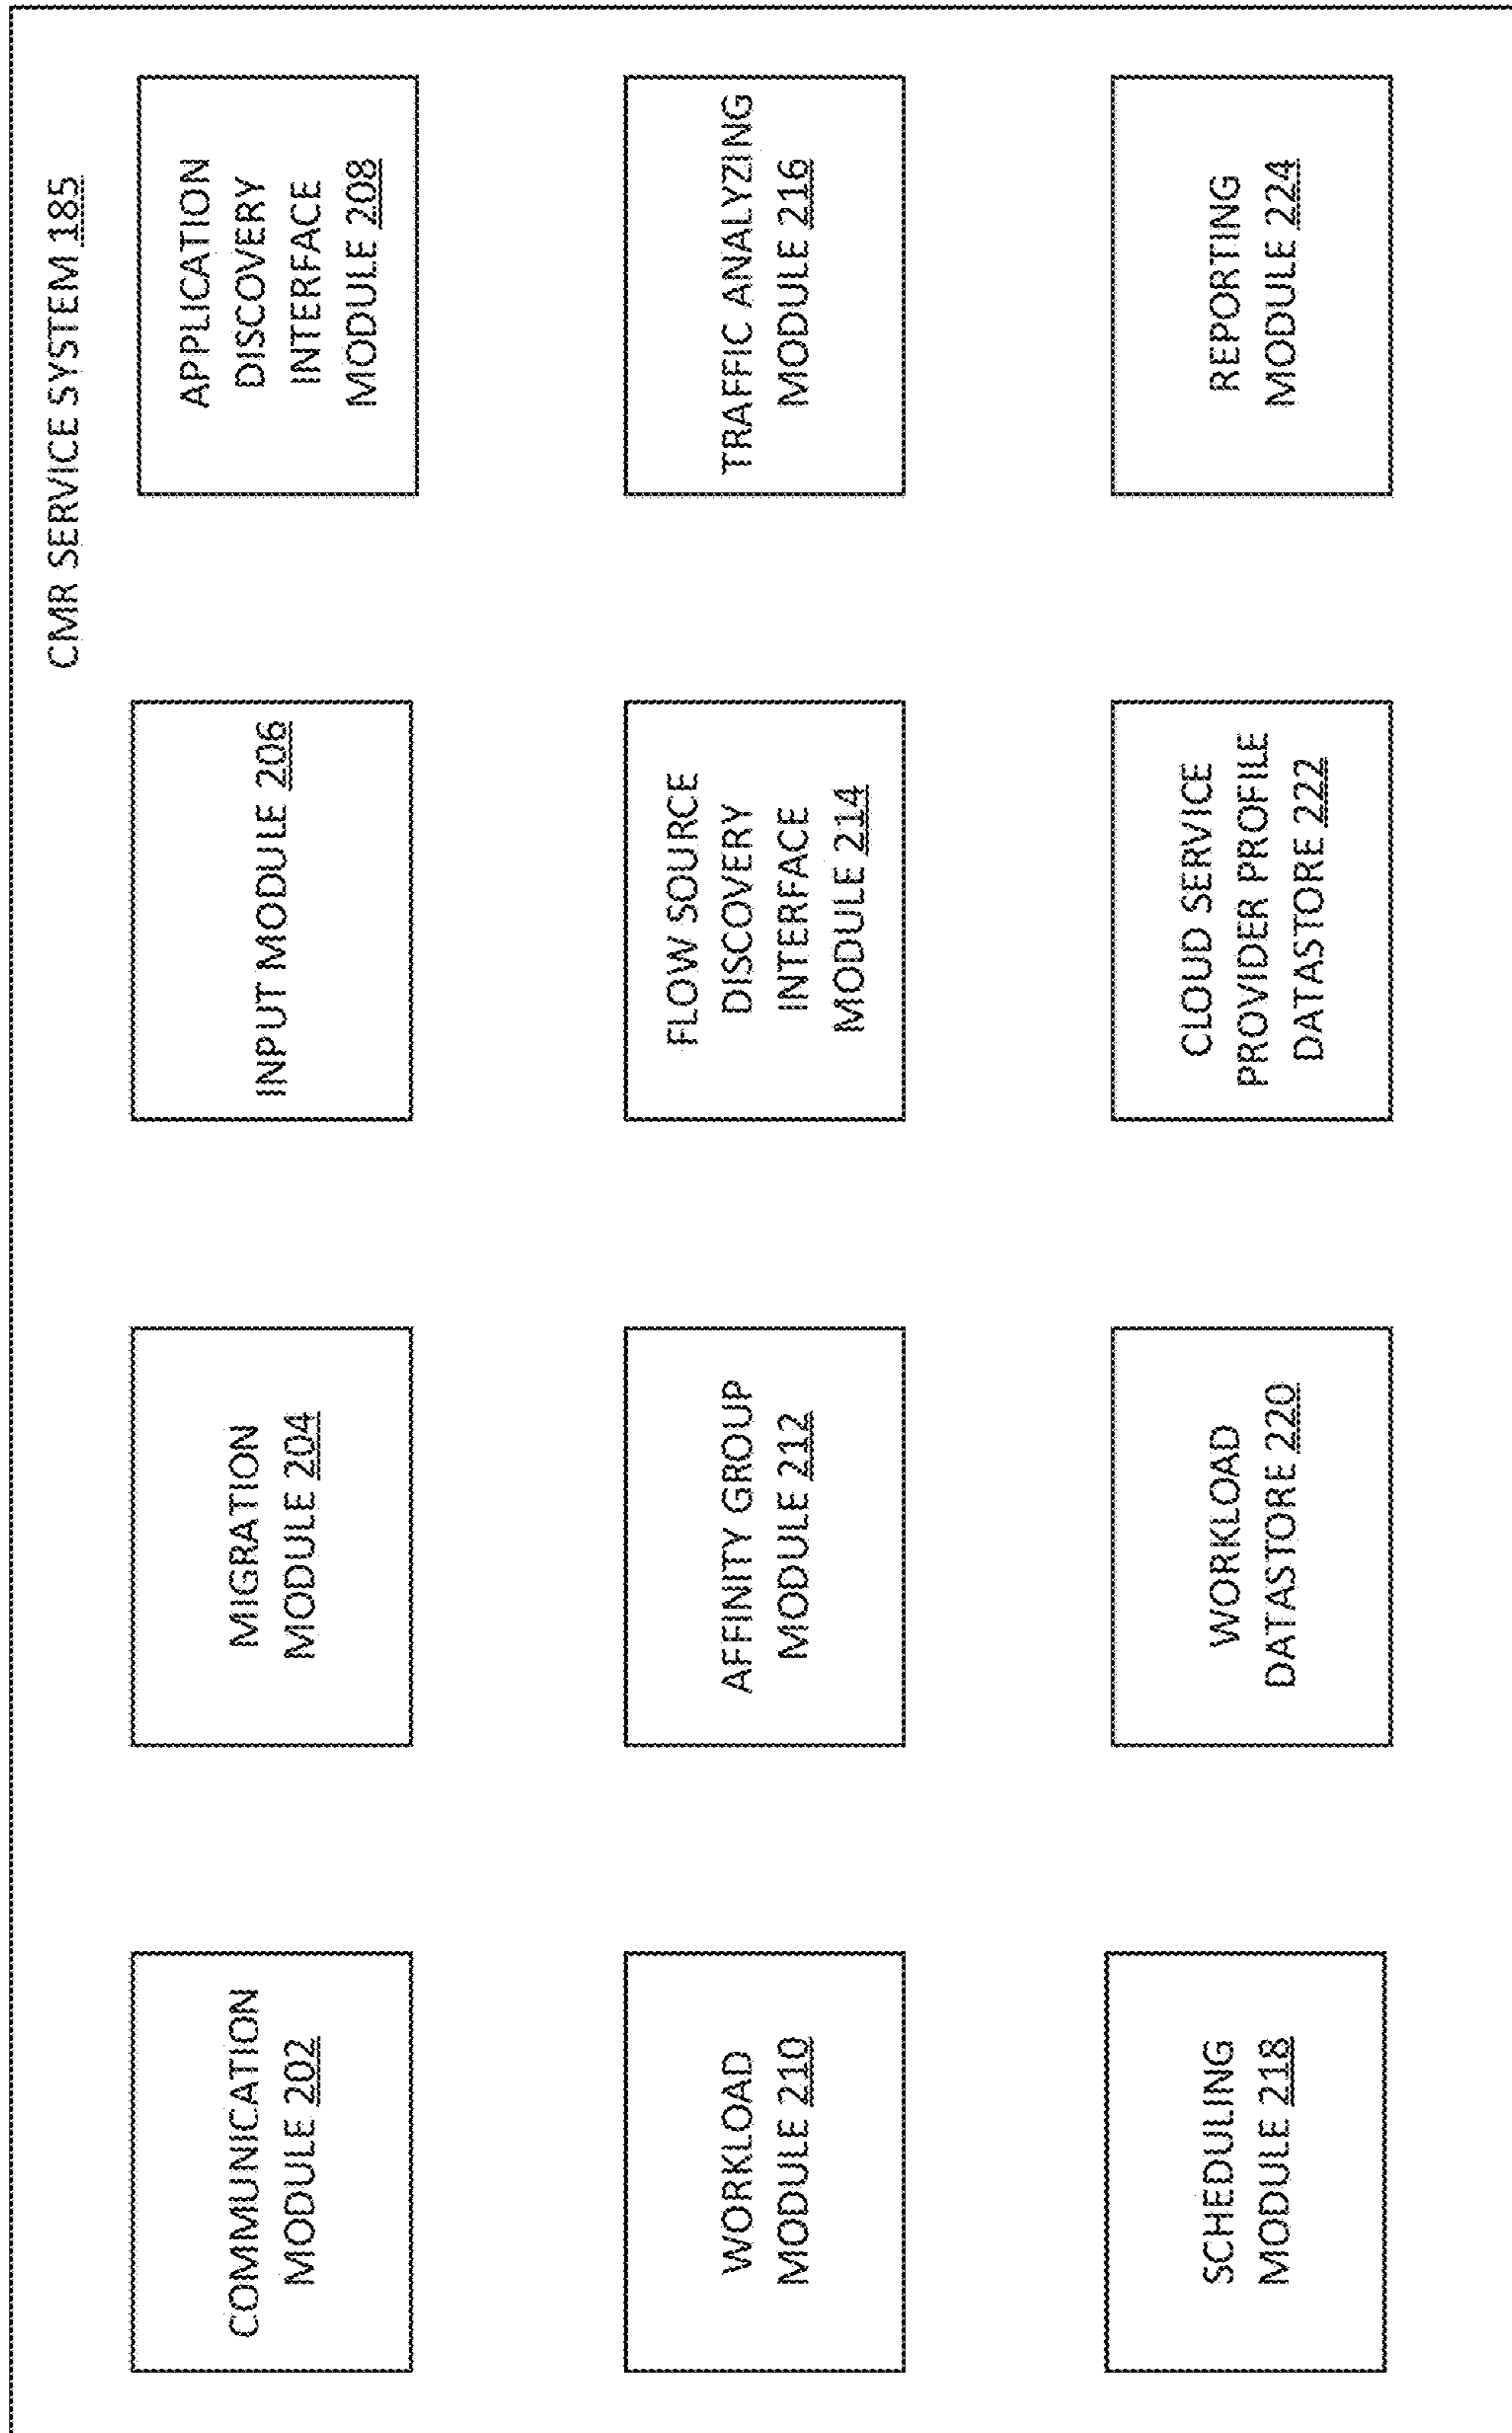 CMR SERVICE SYSTEM 185
COMMUNICATION
MODULE 202
MIGRATION
MODULE 204
INPUT MODULE 206
APPLICATION
DISCOVERY
INTERFACE
MODULE 208
WORKLOAD
MODULE 210
AFFINITY GROUP
MODULE 212
FLOW SOURCE
DISCOVERY
INTERFACE
MODULE 214
TRAFFIC ANALYZING
MODULE 216
SCHEDULING
MODULE 218
WORKLOAD
DATASTORE 220
CLOUD SERVICE
PROVIDER PROFILE
DATASTORE 222
REPORTING
MODULE 224